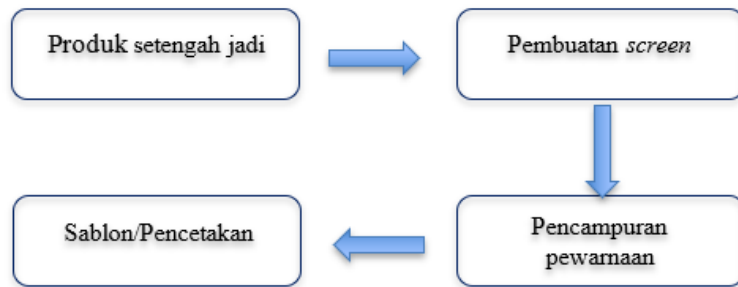 Produk setengah jadi
Pembuatan screen
Sablon/Pencetakan
Pencampuran
pewarnaan